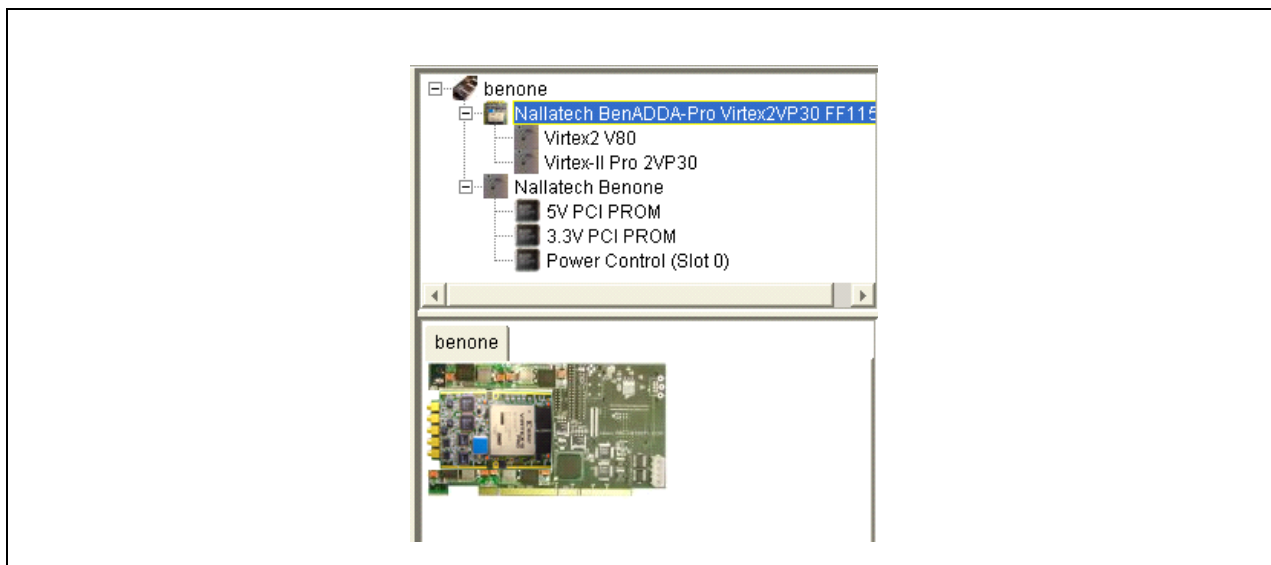 benone
Nallatech BenADDA-Pro Virtex2VP30 FF115
Virtex2 V80
Virtex-II Pro 2VP30
Nallatech Benone
5V PCI PROM
3.3V PCI PROM
Power Control (Slot 0)
benone